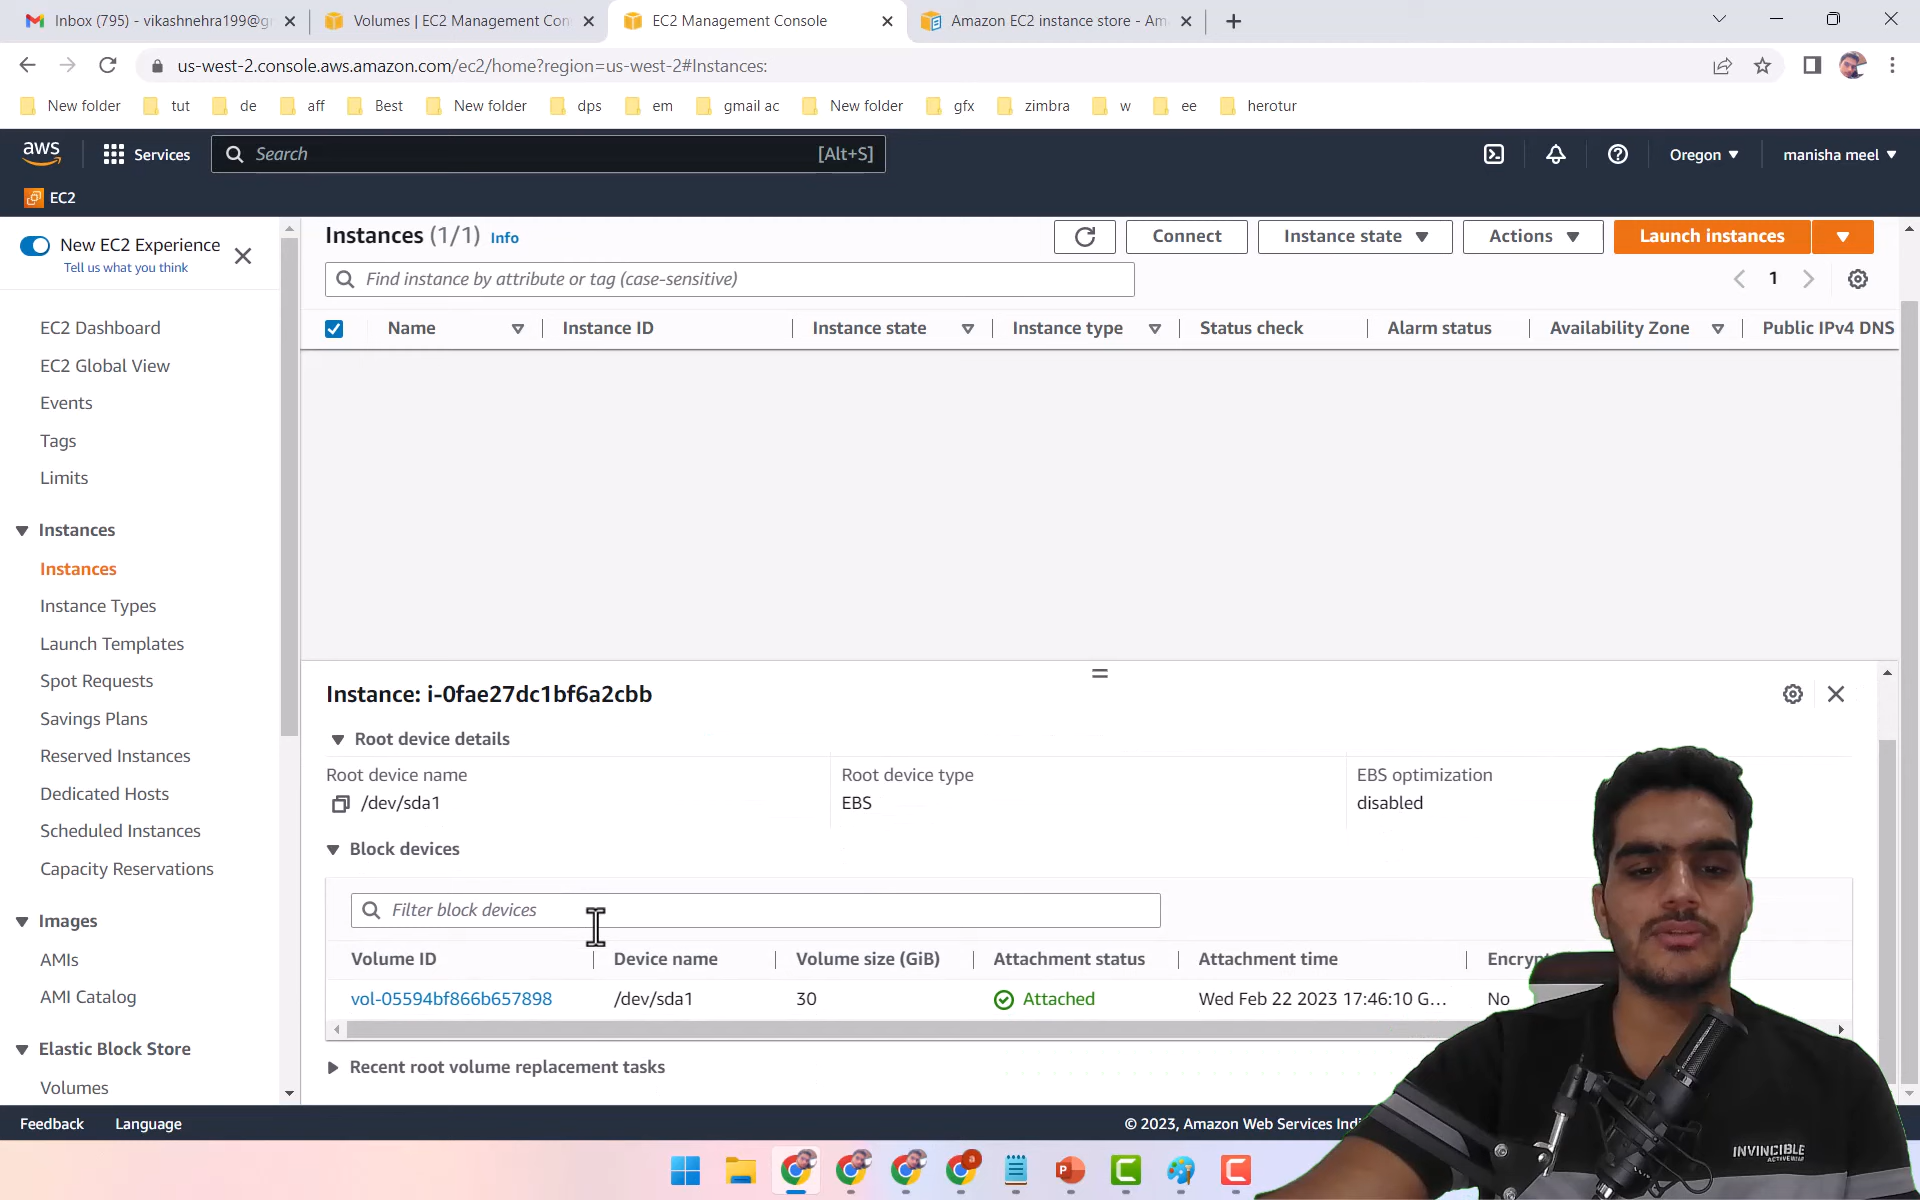 Inbox (795) - vikashnehra199@g
Volumes | EC2 Management Con
EC2 Management Console
Amazon EC2 instance store - Am
us-west-2.console.aws.amazon.com/ec2/home?region=us-west-2#Instances:
New folder tut de aff Best New folder dps em gmail ac New folder gfx zimbra w ee herotur
aws Services Search [Alt+S] Oregon manisha meel
EC2
New EC2 Experience
Tell us what you think
EC2 Dashboard
EC2 Global View
Events
Tags
Limits
Instances
Instances
Instance Types
Launch Templates
Spot Requests
Savings Plans
Reserved Instances
Dedicated Hosts
Scheduled Instances
Capacity Reservations
Images
AMIs
AMI Catalog
Elastic Block Store
Volumes
Instances (1/1) Info Connect Instance state Actions Launch instances
Find instance by attribute or tag (case-sensitive) 1
Name Instance ID Instance state Instance type Status check Alarm status Availability Zone Public IPv4 DNS
Instance: i-0fae27dc1bf6a2cbb
Root device details
Root device name Root device type EBS optimization
/dev/sda1 EBS disabled
Block devices
Filter block devices
Volume ID Device name Volume size (GiB) Attachment status Attachment time Encryp
vol-05594bf866b657898 /dev/sda1 30 Attached Wed Feb 22 2023 17:46:10 G... No
Recent root volume replacement tasks
INVINCIBLE
Feedback Language © 2023, Amazon Web Services Indi